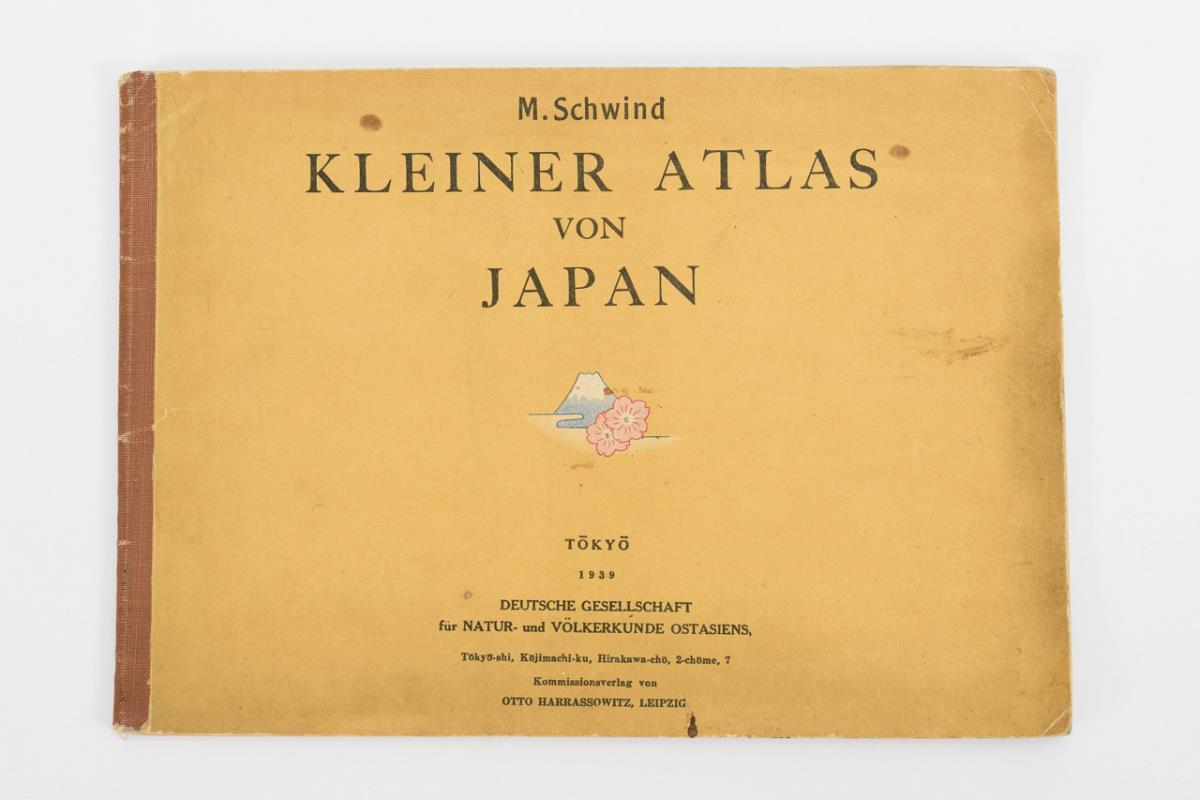 M. Schwind
KLEINER ATLAS
VON
JAPAN
TŌKYŌ
1939
DEUTSCHE GESELLSCHAFT
für NATUR- und VÖLKERKUNDE OSTASIENS,
Tōkyō-shi, Kōjimachi-ku, Hirakawa-chō, 2-chōme, 7
Kommissionsverlag von
OTTO HARRASSOWITZ, LEIPZIG